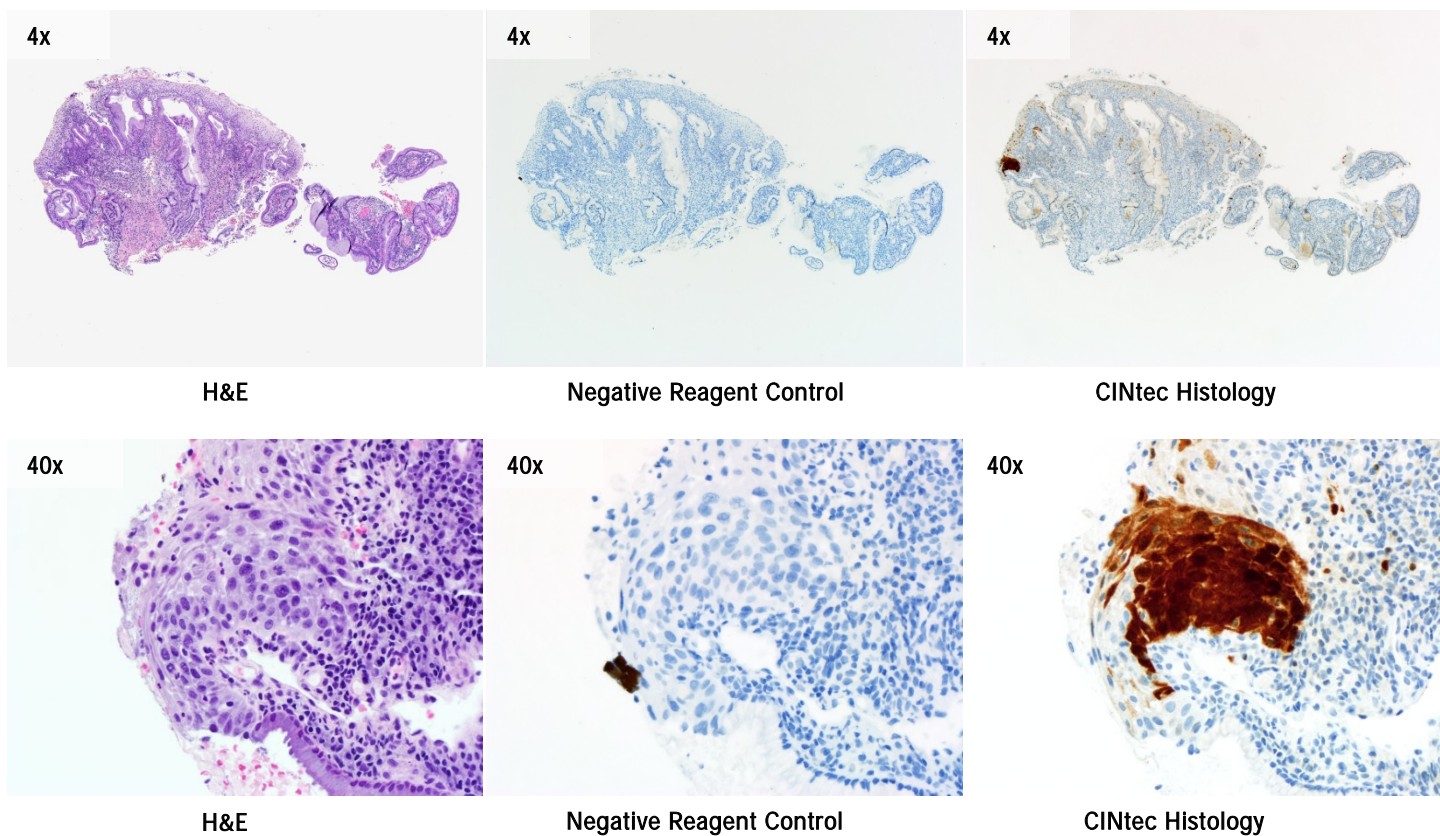 4x
4x
4x
H&E
Negative Reagent Control
CINtec Histology
40x
40x
40x
H&E
Negative Reagent Control
CINtec Histology